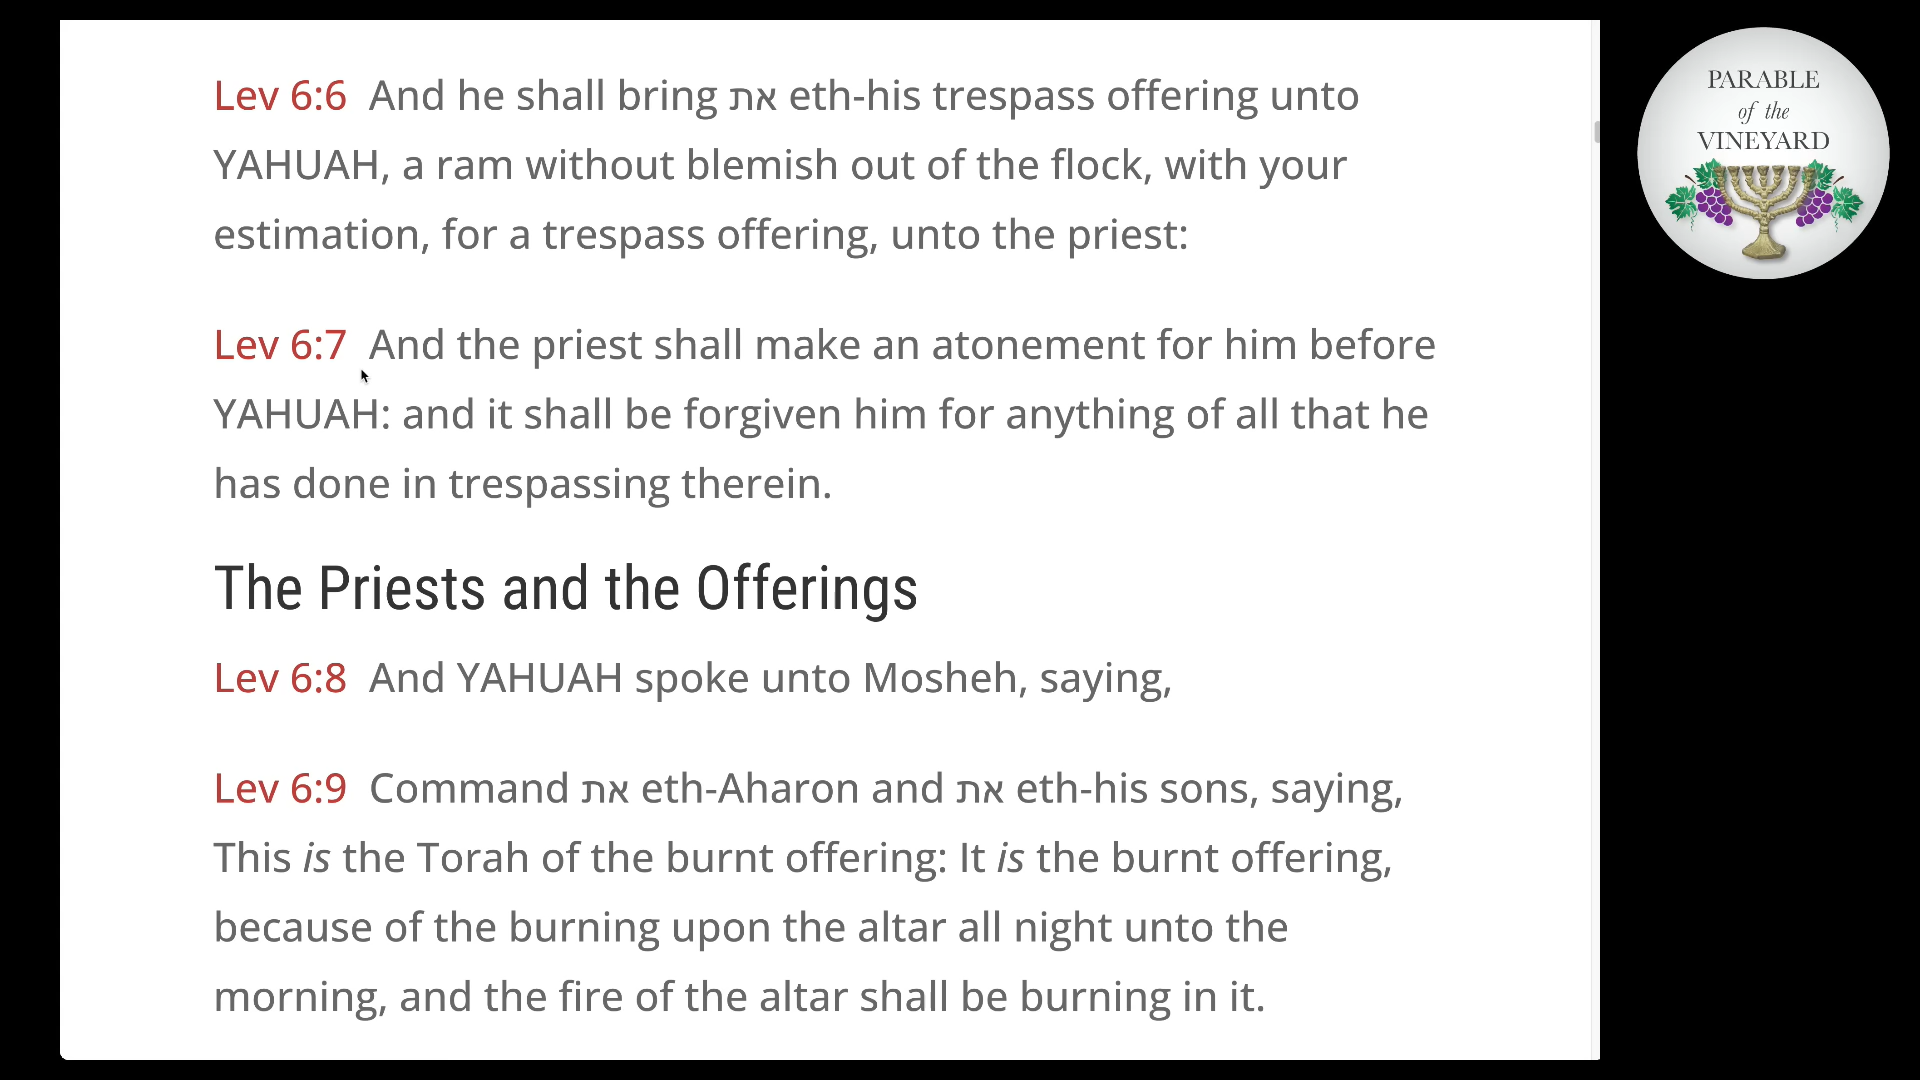 Lev 6:6 And he shall bring את eth-his trespass offering unto
YAHUAH, a ram without blemish out of the flock, with your
estimation, for a trespass offering, unto the priest:
Lev 6:7 And the priest shall make an atonement for him before
YAHUAH: and it shall be forgiven him for anything of all that he
has done in trespassing therein.
The Priests and the Offerings
Lev 6:8 And YAHUAH spoke unto Mosheh, saying,
Lev 6:9 Command את eth-Aharon and את eth-his sons, saying,
This is the Torah of the burnt offering: It is the burnt offering,
because of the burning upon the altar all night unto the
morning, and the fire of the altar shall be burning in it.
PARABLE
of the
VINEYARD